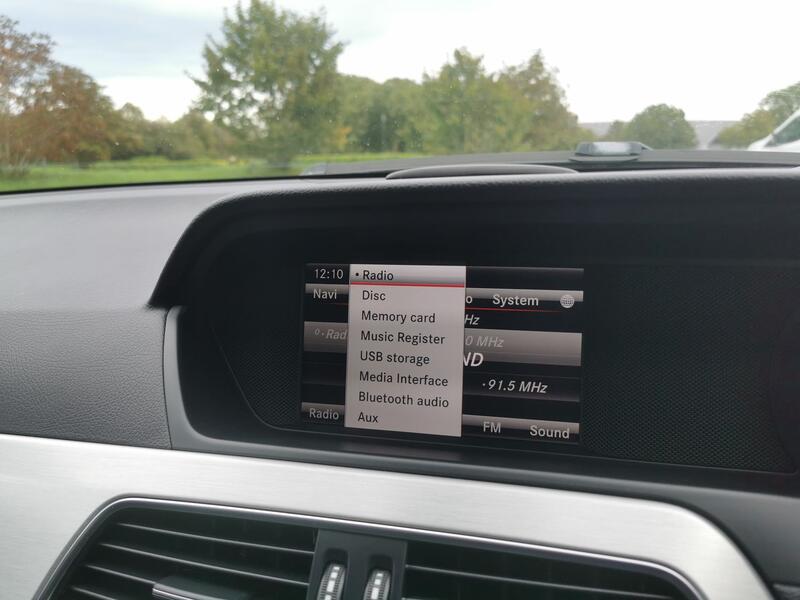 12:10
• Radio
Navi
Disc
o
System
Memory card
Hz
Music Register
0 MHz
USB storage
ND
Media Interface
•91.5 MHz
Bluetooth audio
Radio
Aux
FM
Sound